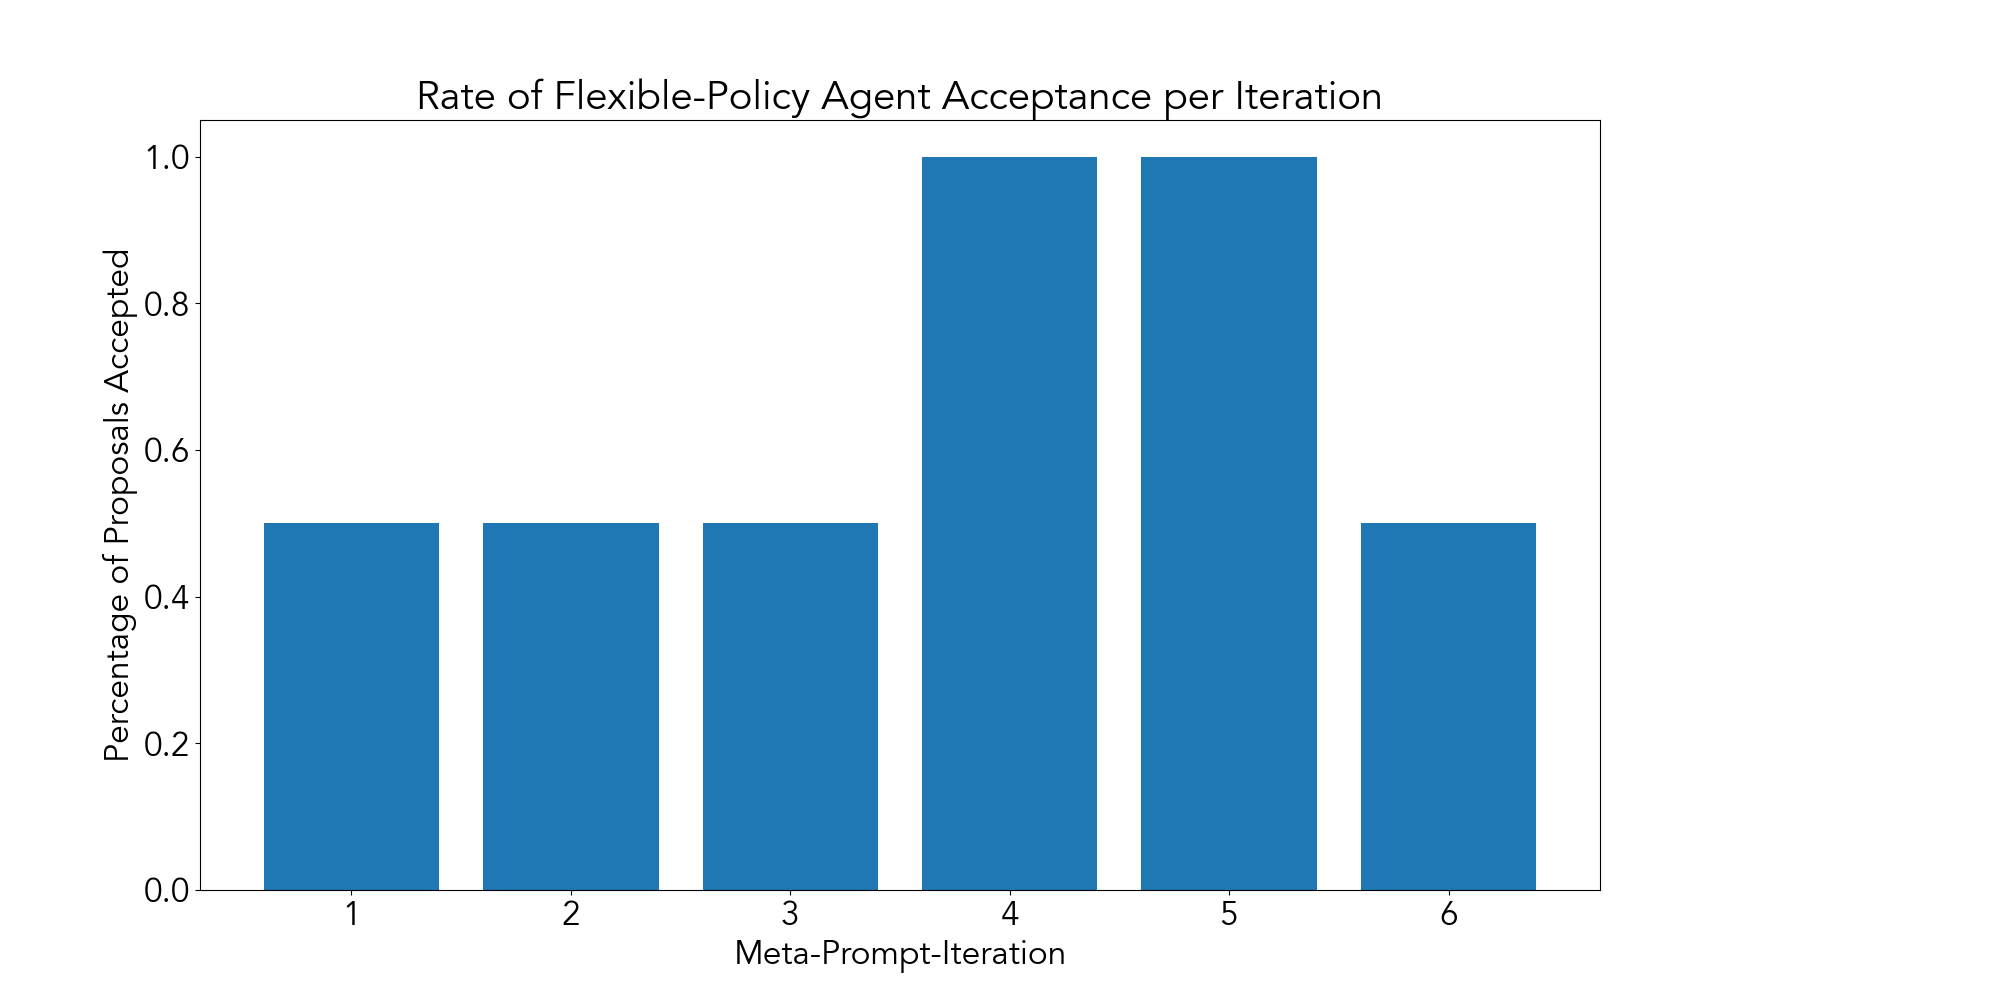 Rate of Flexible-Policy Agent Acceptance per Iteration
Percentage of Proposals Accepted
1.0
0.8
0.6
0.4
0.2
0.0
1 2 3 4 5 6
Meta-Prompt-Iteration